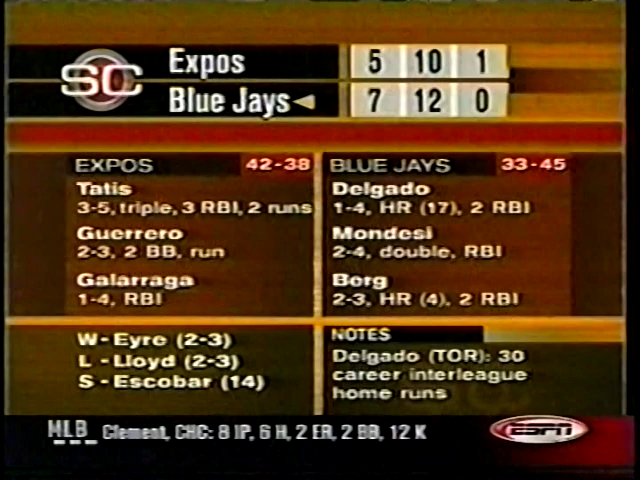 SC
Expos 5 10 1
Blue Jays 7 12 0
EXPOS 42-38
Tatis
3-5, triple, 3 RBI, 2 runs
Guerrero
2-3, 2 BB, run
Galarraga
1-4, RBI
BLUE JAYS 33-45
Delgado
1-4, HR (17), 2 RBI
Mondesi
2-4, double, RBI
Berg
2-3, HR (4), 2 RBI
W-Eyre (2-3)
L - Lloyd (2-3)
S - Escobar (14)
NOTES
Delgado (TOR): 30
career interleague
home runs
MLB Clement, CHC: 8 IP, 6 H, 2 ER, 2 BB, 12 K
ESPN